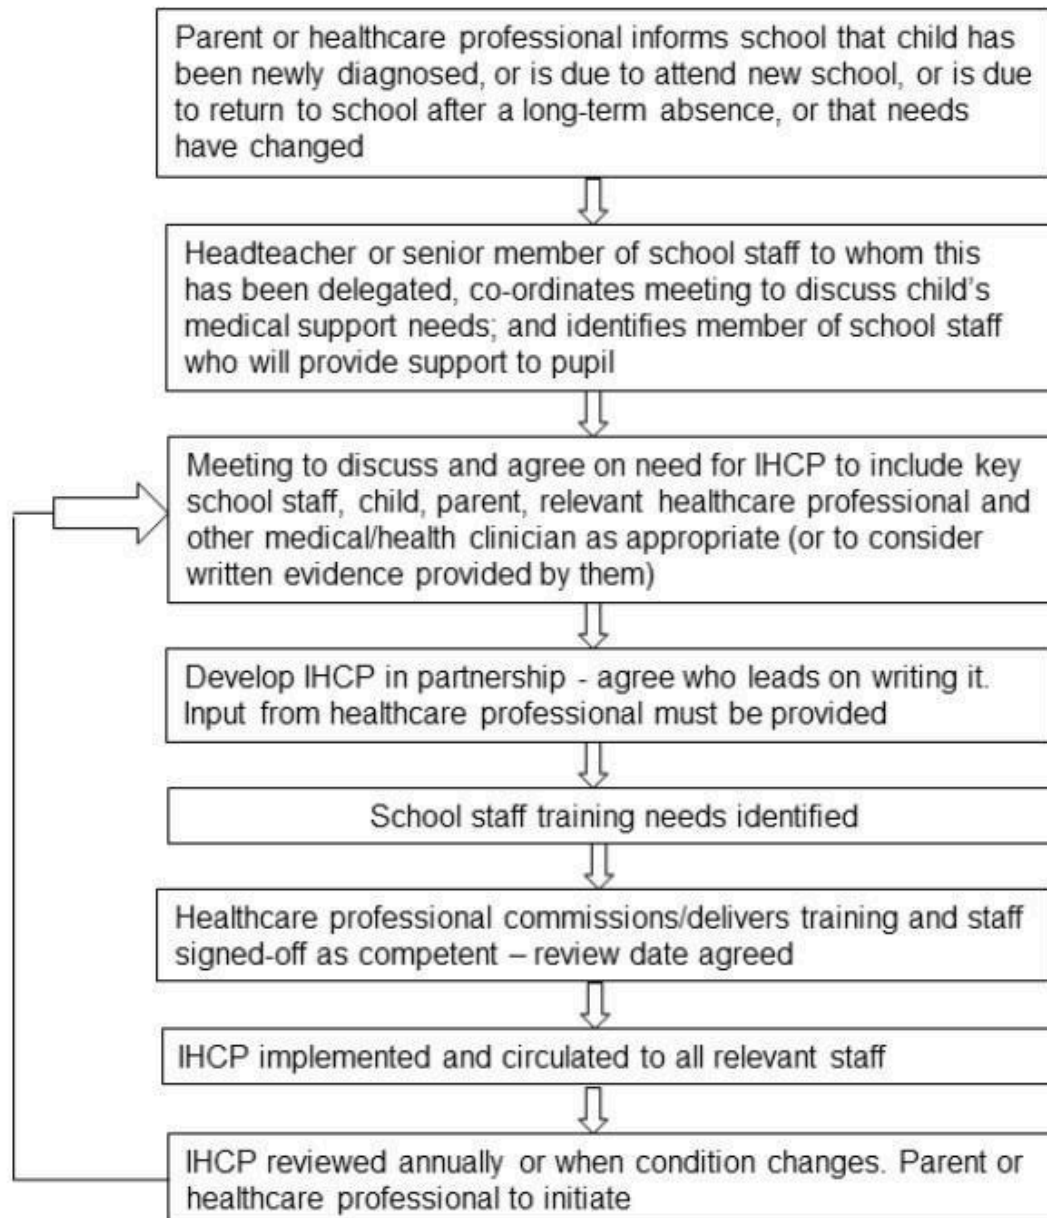 Parent or healthcare professional informs school that child has
been newly diagnosed, or is due to attend new school, or is due
to return to school after a long-term absence, or that needs
have changed
Headteacher or senior member of school staff to whom this
has been delegated, co-ordinates meeting to discuss child's
medical support needs; and identifies member of school staff
who will provide support to pupil
Meeting to discuss and agree on need for IHCP to include key
school staff, child, parent, relevant healthcare professional and
other medical/health clinician as appropriate (or to consider
written evidence provided by them)
Develop IHCP in partnership - agree who leads on writing it.
Input from healthcare professional must be provided
School staff training needs identified
Healthcare professional commissions/delivers training and staff
signed-off as competent – review date agreed
IHCP implemented and circulated to all relevant staff
IHCP reviewed annually or when condition changes. Parent or
healthcare professional to initiate